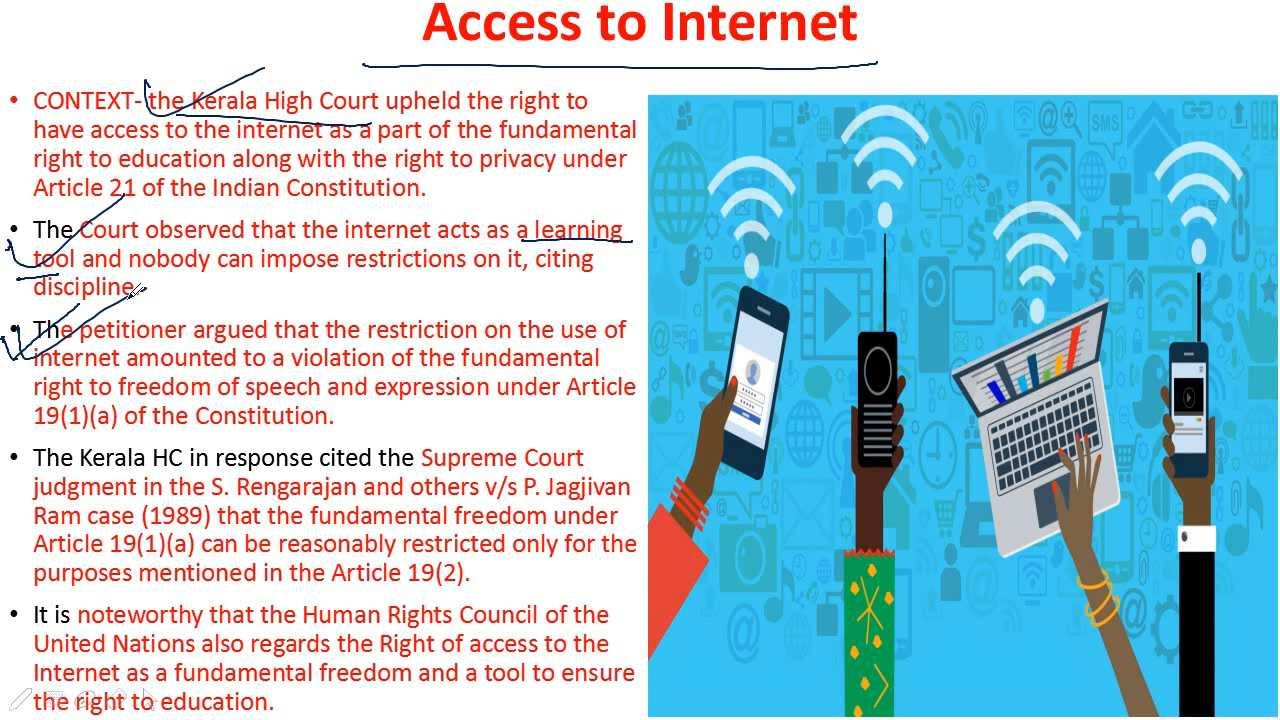 Access to Internet
• CONTEXT- the Kerala High Court upheld the right to
have access to the internet as a part of the fundamental
right to education along with the right to privacy under
Article 21 of the Indian Constitution.
• The Court observed that the internet acts as a learning
tool and nobody can impose restrictions on it, citing
discipline.
• The petitioner argued that the restriction on the use of
internet amounted to a violation of the fundamental
right to freedom of speech and expression under Article
19(1)(a) of the Constitution.
• The Kerala HC in response cited the Supreme Court
judgment in the S. Rengarajan and others v/s P. Jagjivan
Ram case (1989) that the fundamental freedom under
Article 19(1)(a) can be reasonably restricted only for the
purposes mentioned in the Article 19(2).
• It is noteworthy that the Human Rights Council of the
United Nations also regards the Right of access to the
Internet as a fundamental freedom and a tool to ensure
the right to education.
SMS